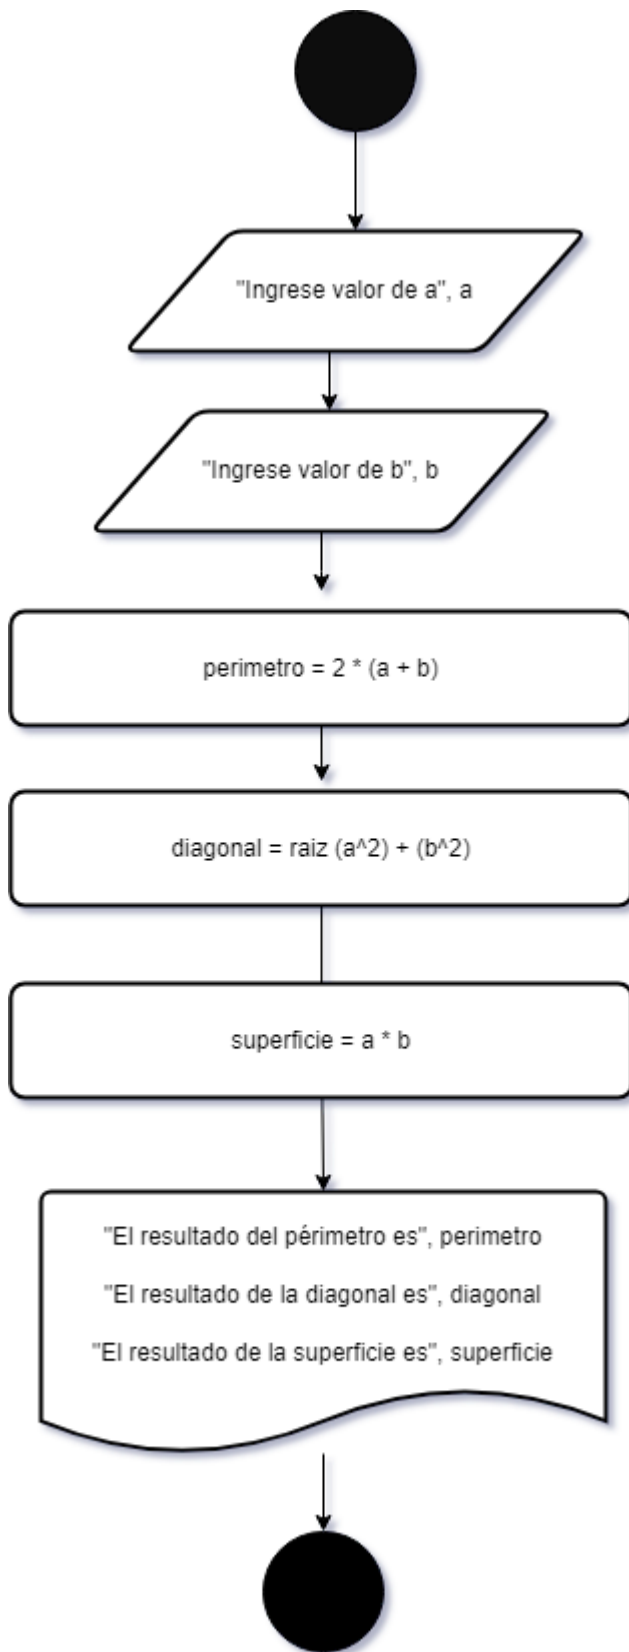 "Ingrese valor de a", a
"Ingrese valor de b", b
perimetro = 2 * (a + b)
diagonal = raiz (a^2) + (b^2)
superficie = a * b
"El resultado del périmetro es", perimetro
"El resultado de la diagonal es", diagonal
"El resultado de la superficie es", superficie